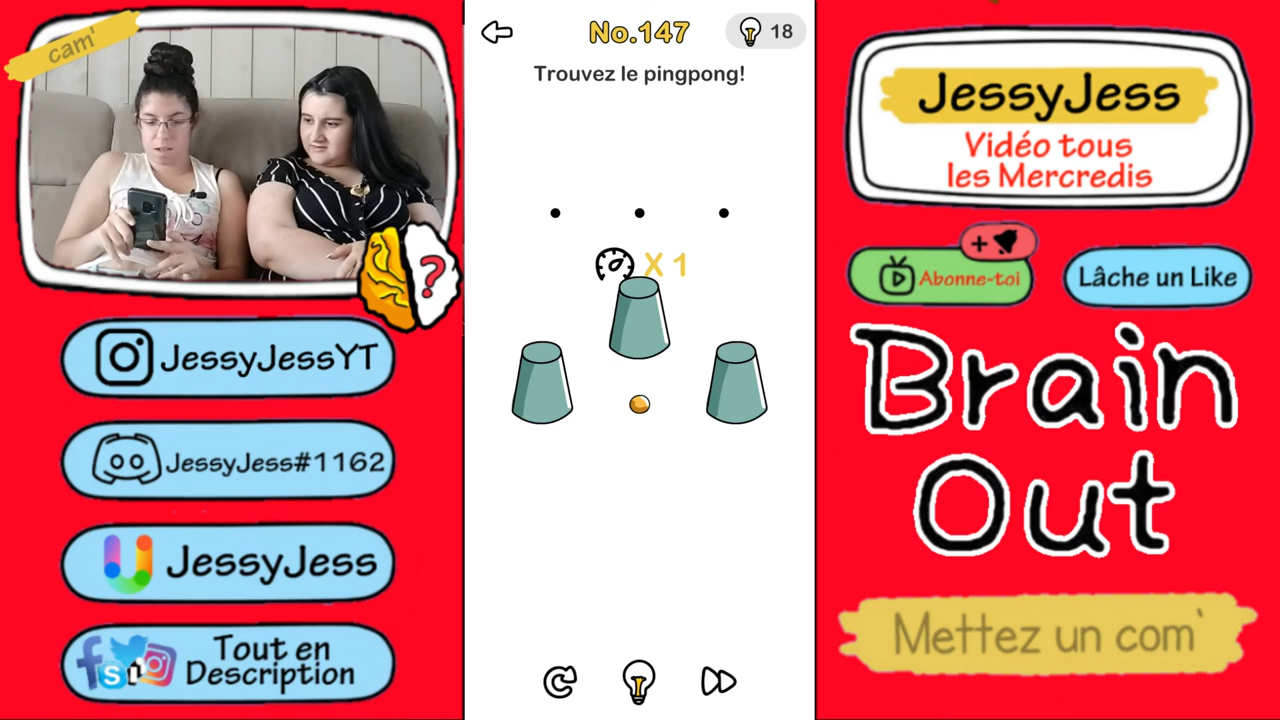 cam'
JessyJessYT
JessyJess#1162
JessyJess
Tout en
Description
No.147
18
Trouvez le pingpong!
X 1
?
JessyJess
Vidéo tous
les Mercredis
+
Abonne-toi
Lâche un Like
Brain
Out
Mettez un com'